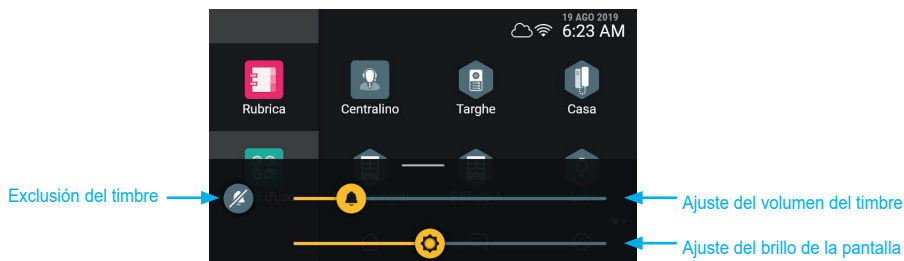 19 AGO 2019
6:23 AM
Rubrica
Centralino
Targhe
Casa
Exclusión del timbre
Ajuste del volumen del timbre
Ajuste del brillo de la pantalla